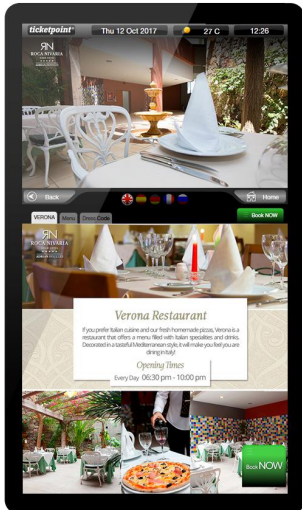 ticketpoint
Thu 12 Oct 2017
27 C
12:26
RN
ROCA NIVARIA
Back
Home
VERONA
Menu
Dress Code
Book NOW
RN
ROCA NIVARIA
Verona Restaurant
If you prefer Italian cuisine and our fresh homemade pizzas, Verona is a
restaurant that offers a menu filled with Italian specialities and drinks.
Decorated in a tasteful Mediterranean style, it will make you feel you are
dining in Italy!
Opening Times
Every Day 06:30 pm - 10:00 pm
Book NOW